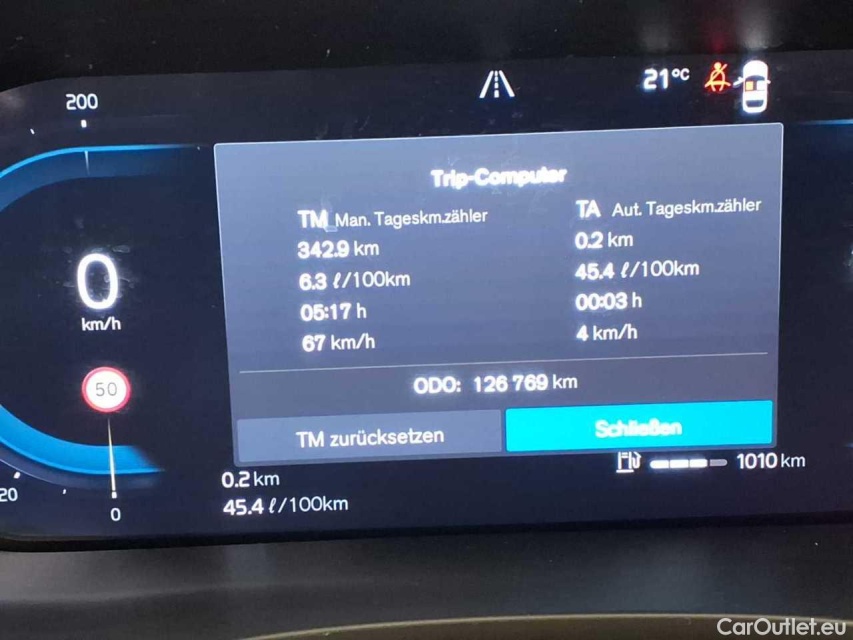 200
21°C
Trip-Computer
TM Man. Tageskm.zähler
342.9 km
6.3 ℓ/100km
05:17 h
67 km/h
TA Aut. Tageskm.zähler
0.2 km
45.4 ℓ/100km
00:03 h
4 km/h
0
km/h
50
ODO: 126 769 km
TM zurücksetzen
Schließen
20
0
0.2 km
45.4 ℓ/100km
1010 km
CarOutlet.eu